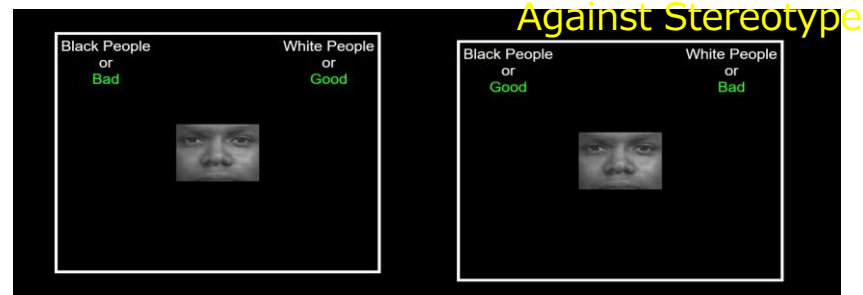 Against Stereotype
Black People
or
Bad
White People
or
Good
Black People
or
Good
White People
or
Bad